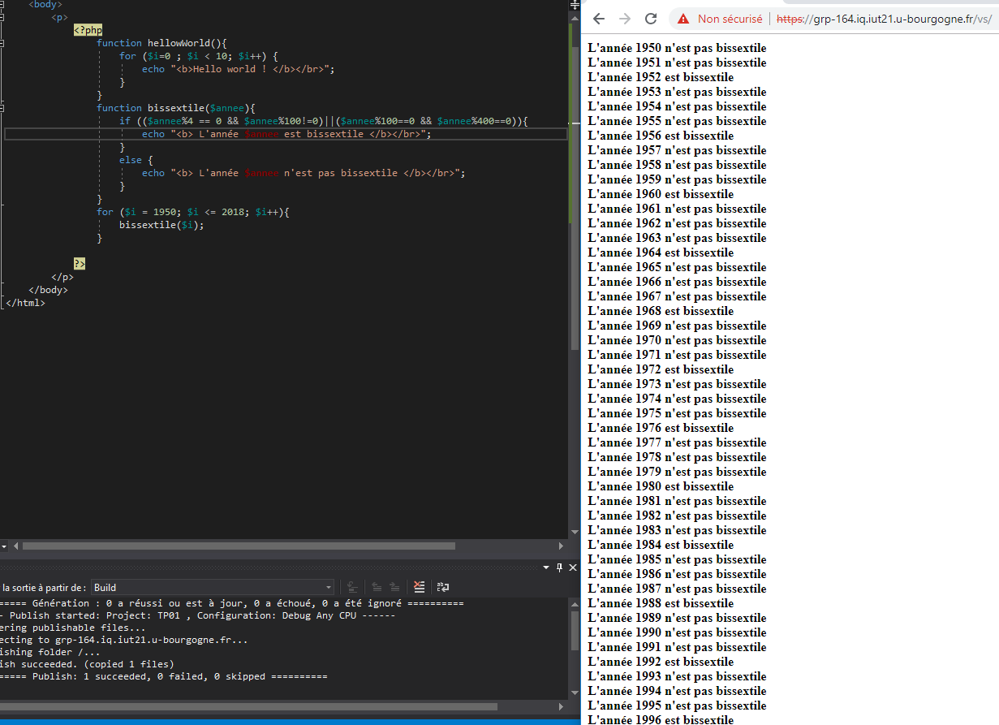 <body>
<p>
<?php
function hellowWorld(){
for ($i=0 ; $i < 10; $i++) {
echo "<b>Hello world ! </b></br>";
}
}
function bissextile($annee){
if (($annee%4 == 0 && $annee%100!=0)||($annee%100==0 && $annee%400==0)){
echo "<b> L'année $annee est bissextile </b></br>";
}
else {
echo "<b> L'année $annee n'est pas bissextile </b></br>";
}
}
for ($i = 1950; $i <= 2018; $i++){
bissextile($i);
}
?>
</p>
</body>
</html>
la sortie à partir de : Build
===== Génération : 0 a réussi ou est à jour, 0 a échoué, 0 a été ignoré ==========
- Publish started: Project: TP01 , Configuration: Debug Any CPU ------
ering publishable files...
ecting to grp-164.iq.iut21.u-bourgogne.fr...
ishing folder /...
ish succeeded. (copied 1 files)
===== Publish: 1 succeeded, 0 failed, 0 skipped ==========
Non sécurisé https://grp-164.iq.iut21.u-bourgogne.fr/vs/
L'année 1950 n'est pas bissextile
L'année 1951 n'est pas bissextile
L'année 1952 est bissextile
L'année 1953 n'est pas bissextile
L'année 1954 n'est pas bissextile
L'année 1955 n'est pas bissextile
L'année 1956 est bissextile
L'année 1957 n'est pas bissextile
L'année 1958 n'est pas bissextile
L'année 1959 n'est pas bissextile
L'année 1960 est bissextile
L'année 1961 n'est pas bissextile
L'année 1962 n'est pas bissextile
L'année 1963 n'est pas bissextile
L'année 1964 est bissextile
L'année 1965 n'est pas bissextile
L'année 1966 n'est pas bissextile
L'année 1967 n'est pas bissextile
L'année 1968 est bissextile
L'année 1969 n'est pas bissextile
L'année 1970 n'est pas bissextile
L'année 1971 n'est pas bissextile
L'année 1972 est bissextile
L'année 1973 n'est pas bissextile
L'année 1974 n'est pas bissextile
L'année 1975 n'est pas bissextile
L'année 1976 est bissextile
L'année 1977 n'est pas bissextile
L'année 1978 n'est pas bissextile
L'année 1979 n'est pas bissextile
L'année 1980 est bissextile
L'année 1981 n'est pas bissextile
L'année 1982 n'est pas bissextile
L'année 1983 n'est pas bissextile
L'année 1984 est bissextile
L'année 1985 n'est pas bissextile
L'année 1986 n'est pas bissextile
L'année 1987 n'est pas bissextile
L'année 1988 est bissextile
L'année 1989 n'est pas bissextile
L'année 1990 n'est pas bissextile
L'année 1991 n'est pas bissextile
L'année 1992 est bissextile
L'année 1993 n'est pas bissextile
L'année 1994 n'est pas bissextile
L'année 1995 n'est pas bissextile
L'année 1996 est bissextile